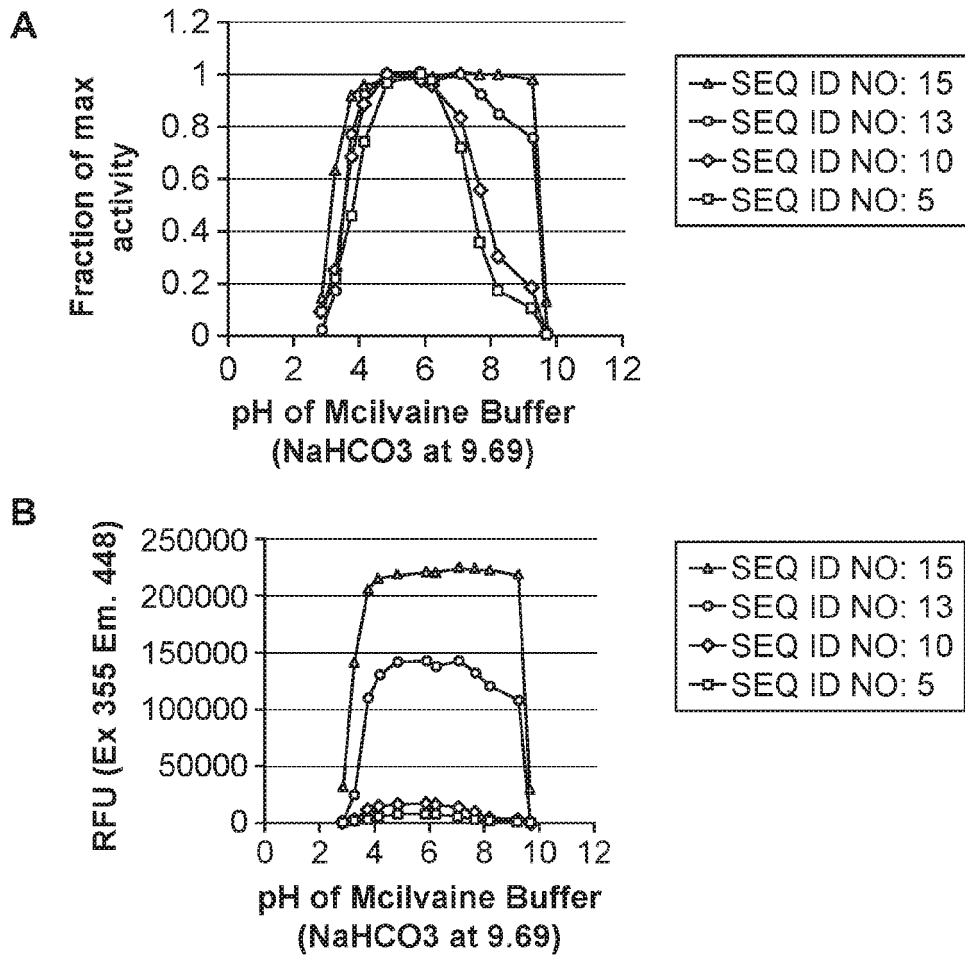 A
Fraction of max
activity
1.2
1
0.8
0.6
0.4
0.2
0
0 2 4 6 8 10 12
pH of Mcilvaine Buffer
(NaHCO3 at 9.69)
SEQ ID NO: 15
SEQ ID NO: 13
SEQ ID NO: 10
SEQ ID NO: 5
B
RFU (Ex 355 Em. 448)
250000
200000
150000
100000
50000
0
0 2 4 6 8 10 12
pH of Mcilvaine Buffer
(NaHCO3 at 9.69)
SEQ ID NO: 15
SEQ ID NO: 13
SEQ ID NO: 10
SEQ ID NO: 5